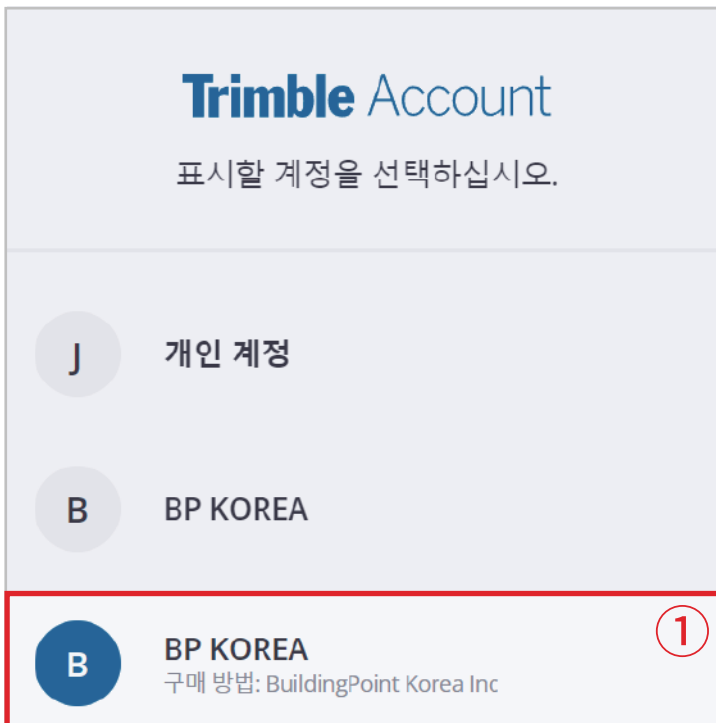 Trimble Account
표시할 계정을 선택하십시오.
J
개인 계정
B
BP KOREA
①
B
BP KOREA
구매 방법: BuildingPoint Korea Inc